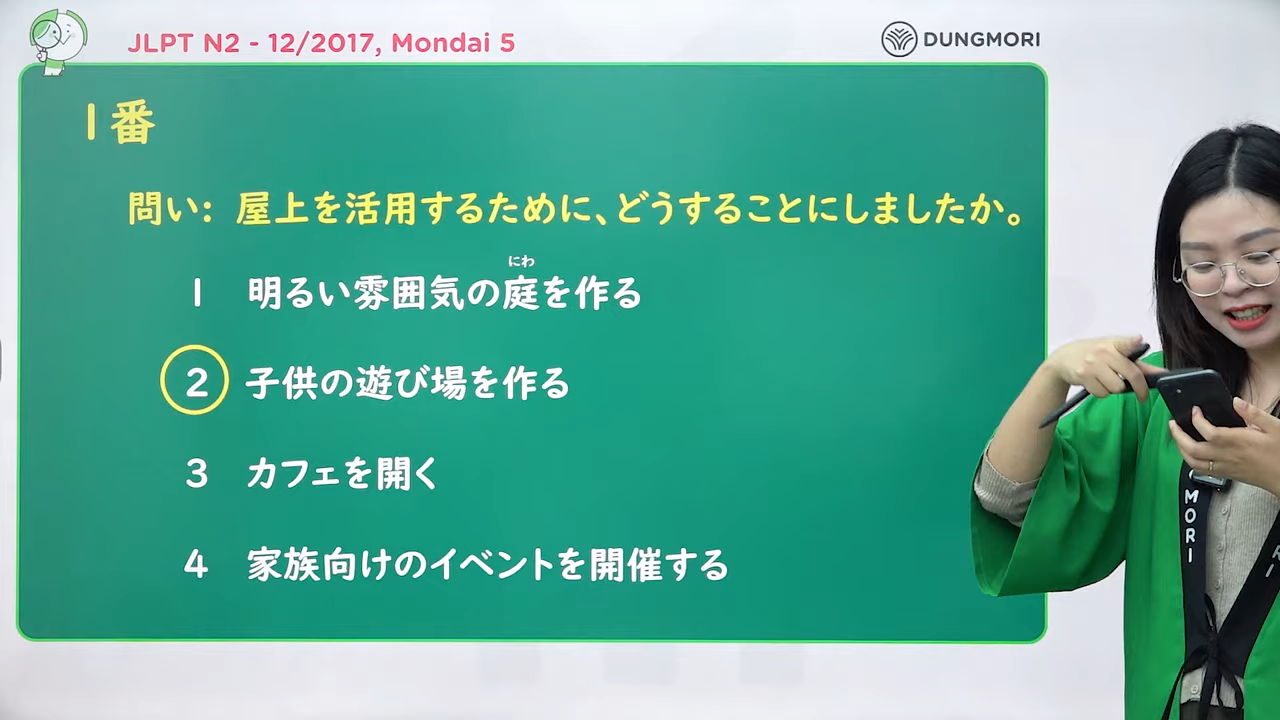 JLPT N2 - 12/2017, Mondai 5
DUNGMORI
1番
問い: 屋上を活用するために、どうすることにしましたか。
にわ
1 明るい雰囲気の庭を作る
2 子供の遊び場を作る
3 カフェを開く
4 家族向けのイベントを開催する
MORI
RI